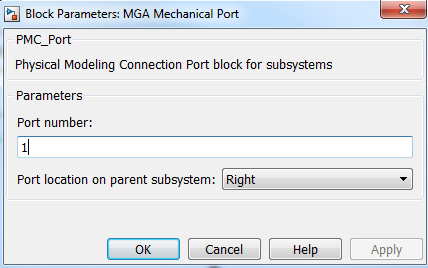 Block Parameters: MGA Mechanical Port
PMC_Port
Physical Modeling Connection Port block for subsystems
Parameters
Port number:
1
Port location on parent subsystem: Right
OK Cancel Help Apply